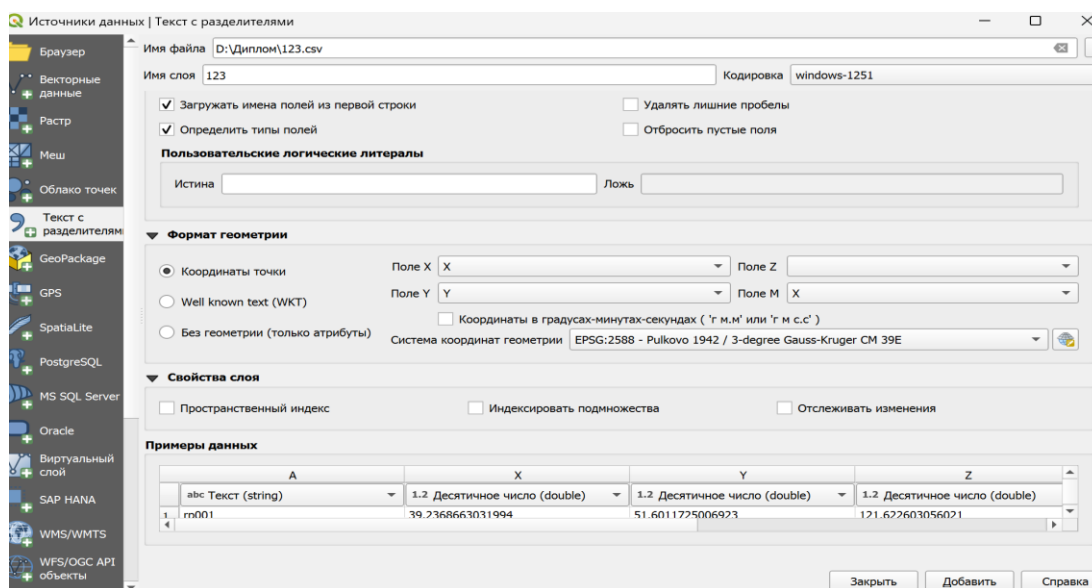 Источники данных | Текст с разделителями
Браузер
Векторные данные
Растр
Меш
Облако точек
Текст с разделителями
GeoPackage
GPS
SpatiaLite
PostgreSQL
MS SQL Server
Oracle
Виртуальный слой
SAP HANA
WMS/WMTS
WFS/OGC API объекты
Имя файла D:\Диплом\123.csv
Имя слоя 123 Кодировка windows-1251
Загружать имена полей из первой строки Удалять лишние пробелы
Определить типы полей Отбросить пустые поля
Пользовательские логические литералы
Истина Ложь
Формат геометрии
Координаты точки Поле X X Поле Z
Well known text (WKT) Поле Y Y Поле M X
Координаты в градусах-минутах-секундах ( 'г м.м' или 'г м с.с' )
Без геометрии (только атрибуты) Система координат геометрии EPSG:2588 - Pulkovo 1942 / 3-degree Gauss-Kruger CM 39E
Свойства слоя
Пространственный индекс Индексировать подмножества Отслеживать изменения
Примеры данных
A X Y Z
abc Текст (string) 1.2 Десятичное число (double) 1.2 Десятичное число (double) 1.2 Десятичное число (double)
1 rp001 39.2368663031994 51.6011725006923 121.622603056021
Закрыть Добавить Справка